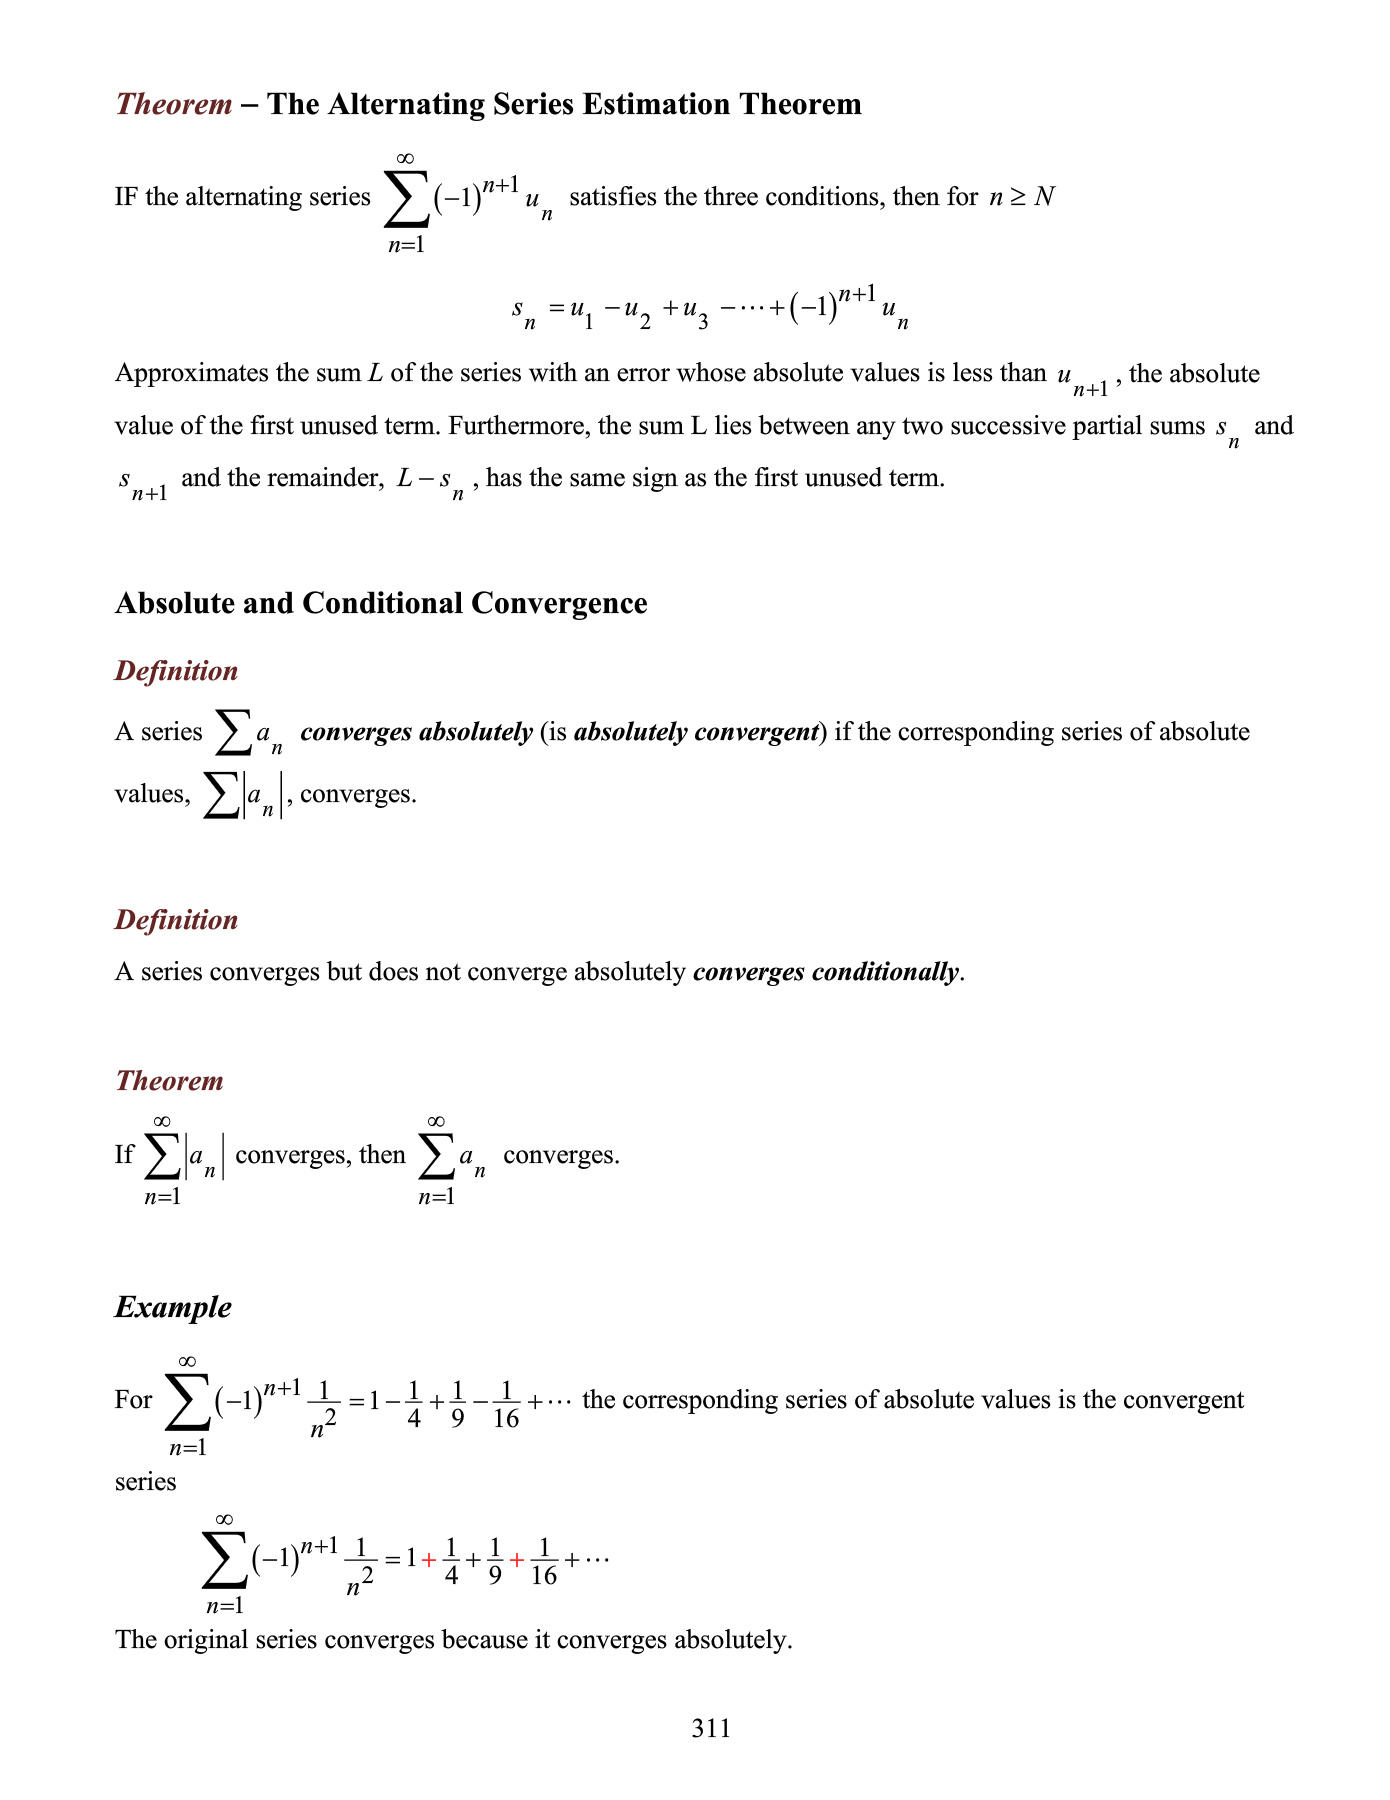 Theorem – The Alternating Series Estimation Theorem
IF the alternating series $\sum_{n=1}^{\infty} (-1)^{n+1} u_n$ satisfies the three conditions, then for $n \geq N$
$s_n = u_1 - u_2 + u_3 - \cdots + (-1)^{n+1} u_n$
Approximates the sum L of the series with an error whose absolute values is less than $u_{n+1}$, the absolute
value of the first unused term. Furthermore, the sum L lies between any two successive partial sums $s_n$ and
$s_{n+1}$ and the remainder, $L - s_n$, has the same sign as the first unused term.
Absolute and Conditional Convergence
Definition
A series $\sum a_n$ converges absolutely (is absolutely convergent) if the corresponding series of absolute
values, $\sum |a_n|$, converges.
Definition
A series converges but does not converge absolutely converges conditionally.
Theorem
If $\sum_{n=1}^{\infty} |a_n|$ converges, then $\sum_{n=1}^{\infty} a_n$ converges.
Example
For $\sum_{n=1}^{\infty} (-1)^{n+1} \frac{1}{n^2} = 1 - \frac{1}{4} + \frac{1}{9} - \frac{1}{16} + \cdots$ the corresponding series of absolute values is the convergent
series
$\sum_{n=1}^{\infty} (-1)^{n+1} \frac{1}{n^2} = 1 + \frac{1}{4} + \frac{1}{9} + \frac{1}{16} + \cdots$
The original series converges because it converges absolutely.
311